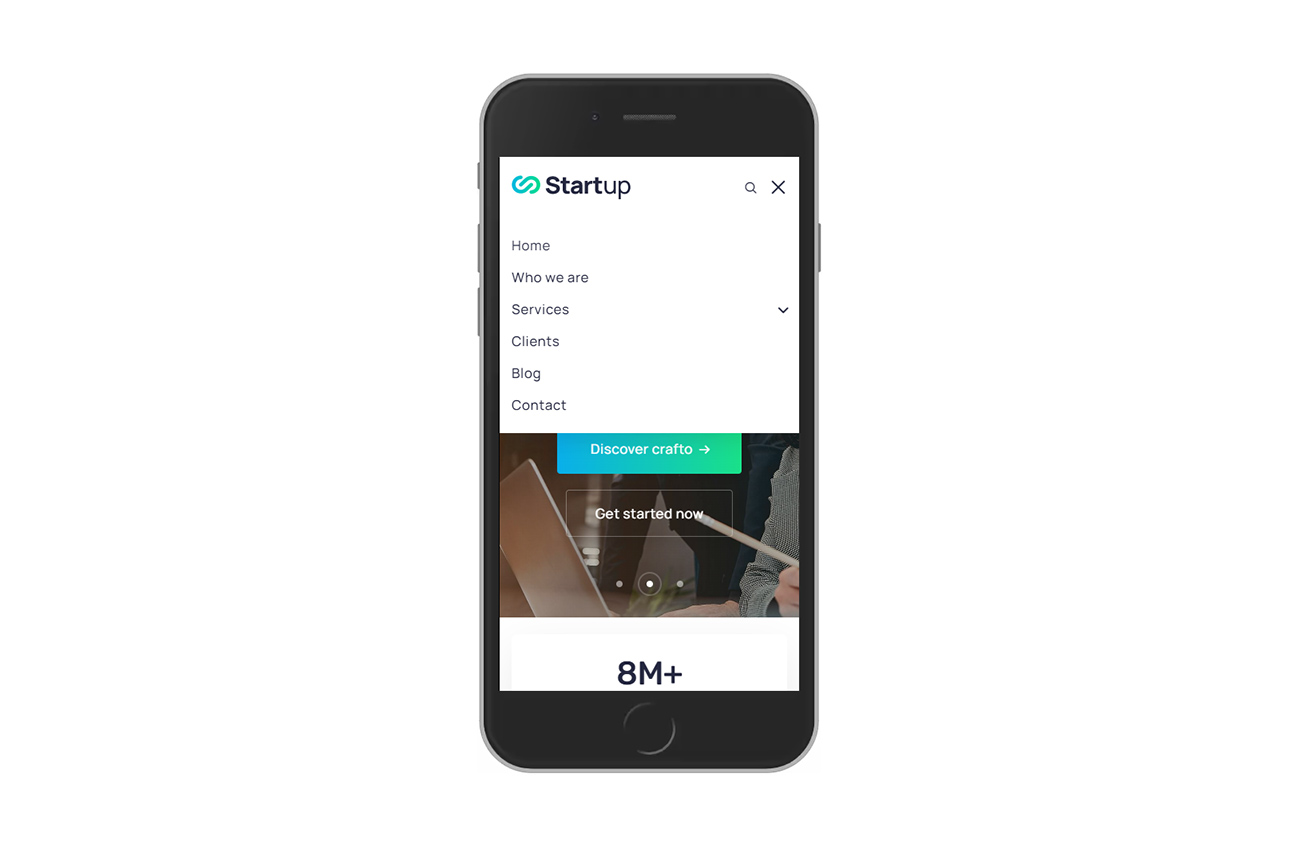 Startup
Home
Who we are
Services
Clients
Blog
Contact
Discover crafto →
Get started now
8M+